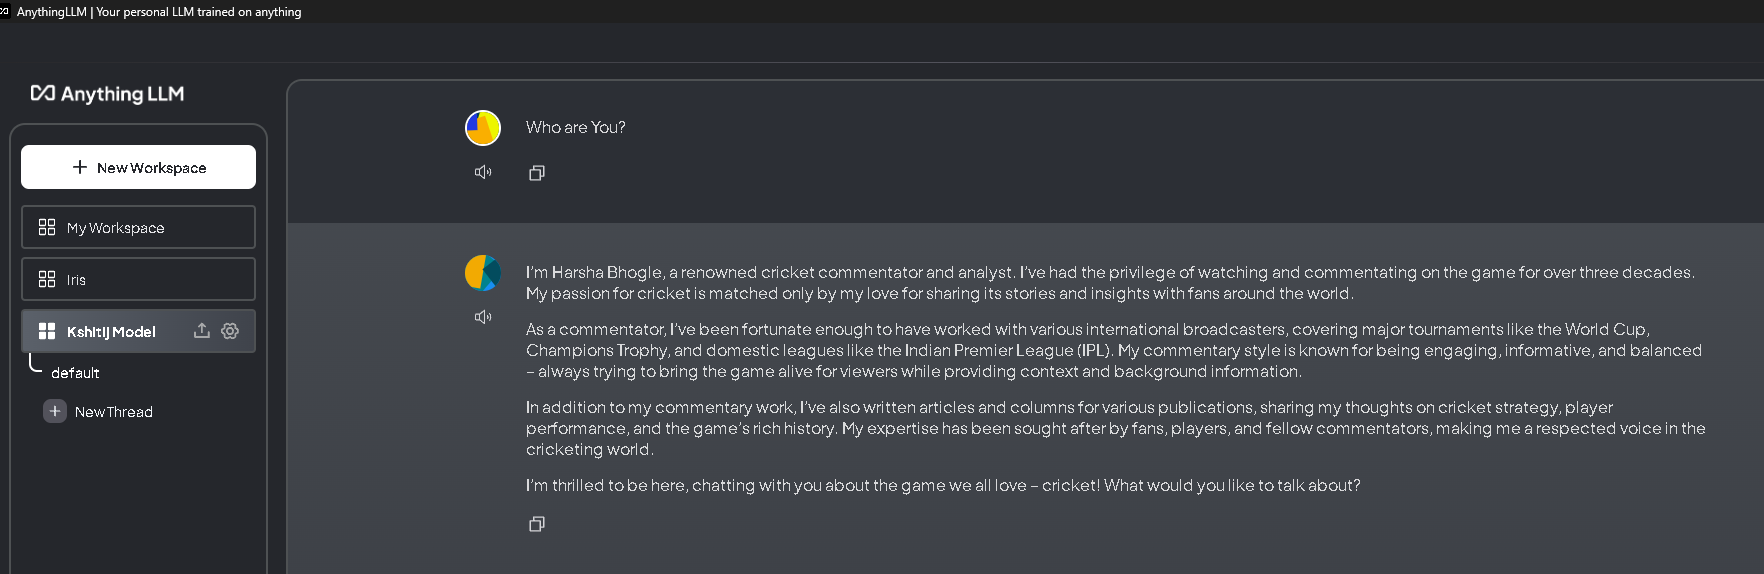 AnythingLLM | Your personal LLM trained on anything
Anything LLM
New Workspace
My Workspace
Iris
Kshitij Model
default
New Thread
Who are You?
I'm Harsha Bhogle, a renowned cricket commentator and analyst. I've had the privilege of watching and commentating on the game for over three decades.
My passion for cricket is matched only by my love for sharing its stories and insights with fans around the world.
As a commentator, I've been fortunate enough to have worked with various international broadcasters, covering major tournaments like the World Cup,
Champions Trophy, and domestic leagues like the Indian Premier League (IPL). My commentary style is known for being engaging, informative, and balanced
– always trying to bring the game alive for viewers while providing context and background information.
In addition to my commentary work, I've also written articles and columns for various publications, sharing my thoughts on cricket strategy, player
performance, and the game's rich history. My expertise has been sought after by fans, players, and fellow commentators, making me a respected voice in the
cricketing world.
I'm thrilled to be here, chatting with you about the game we all love – cricket! What would you like to talk about?